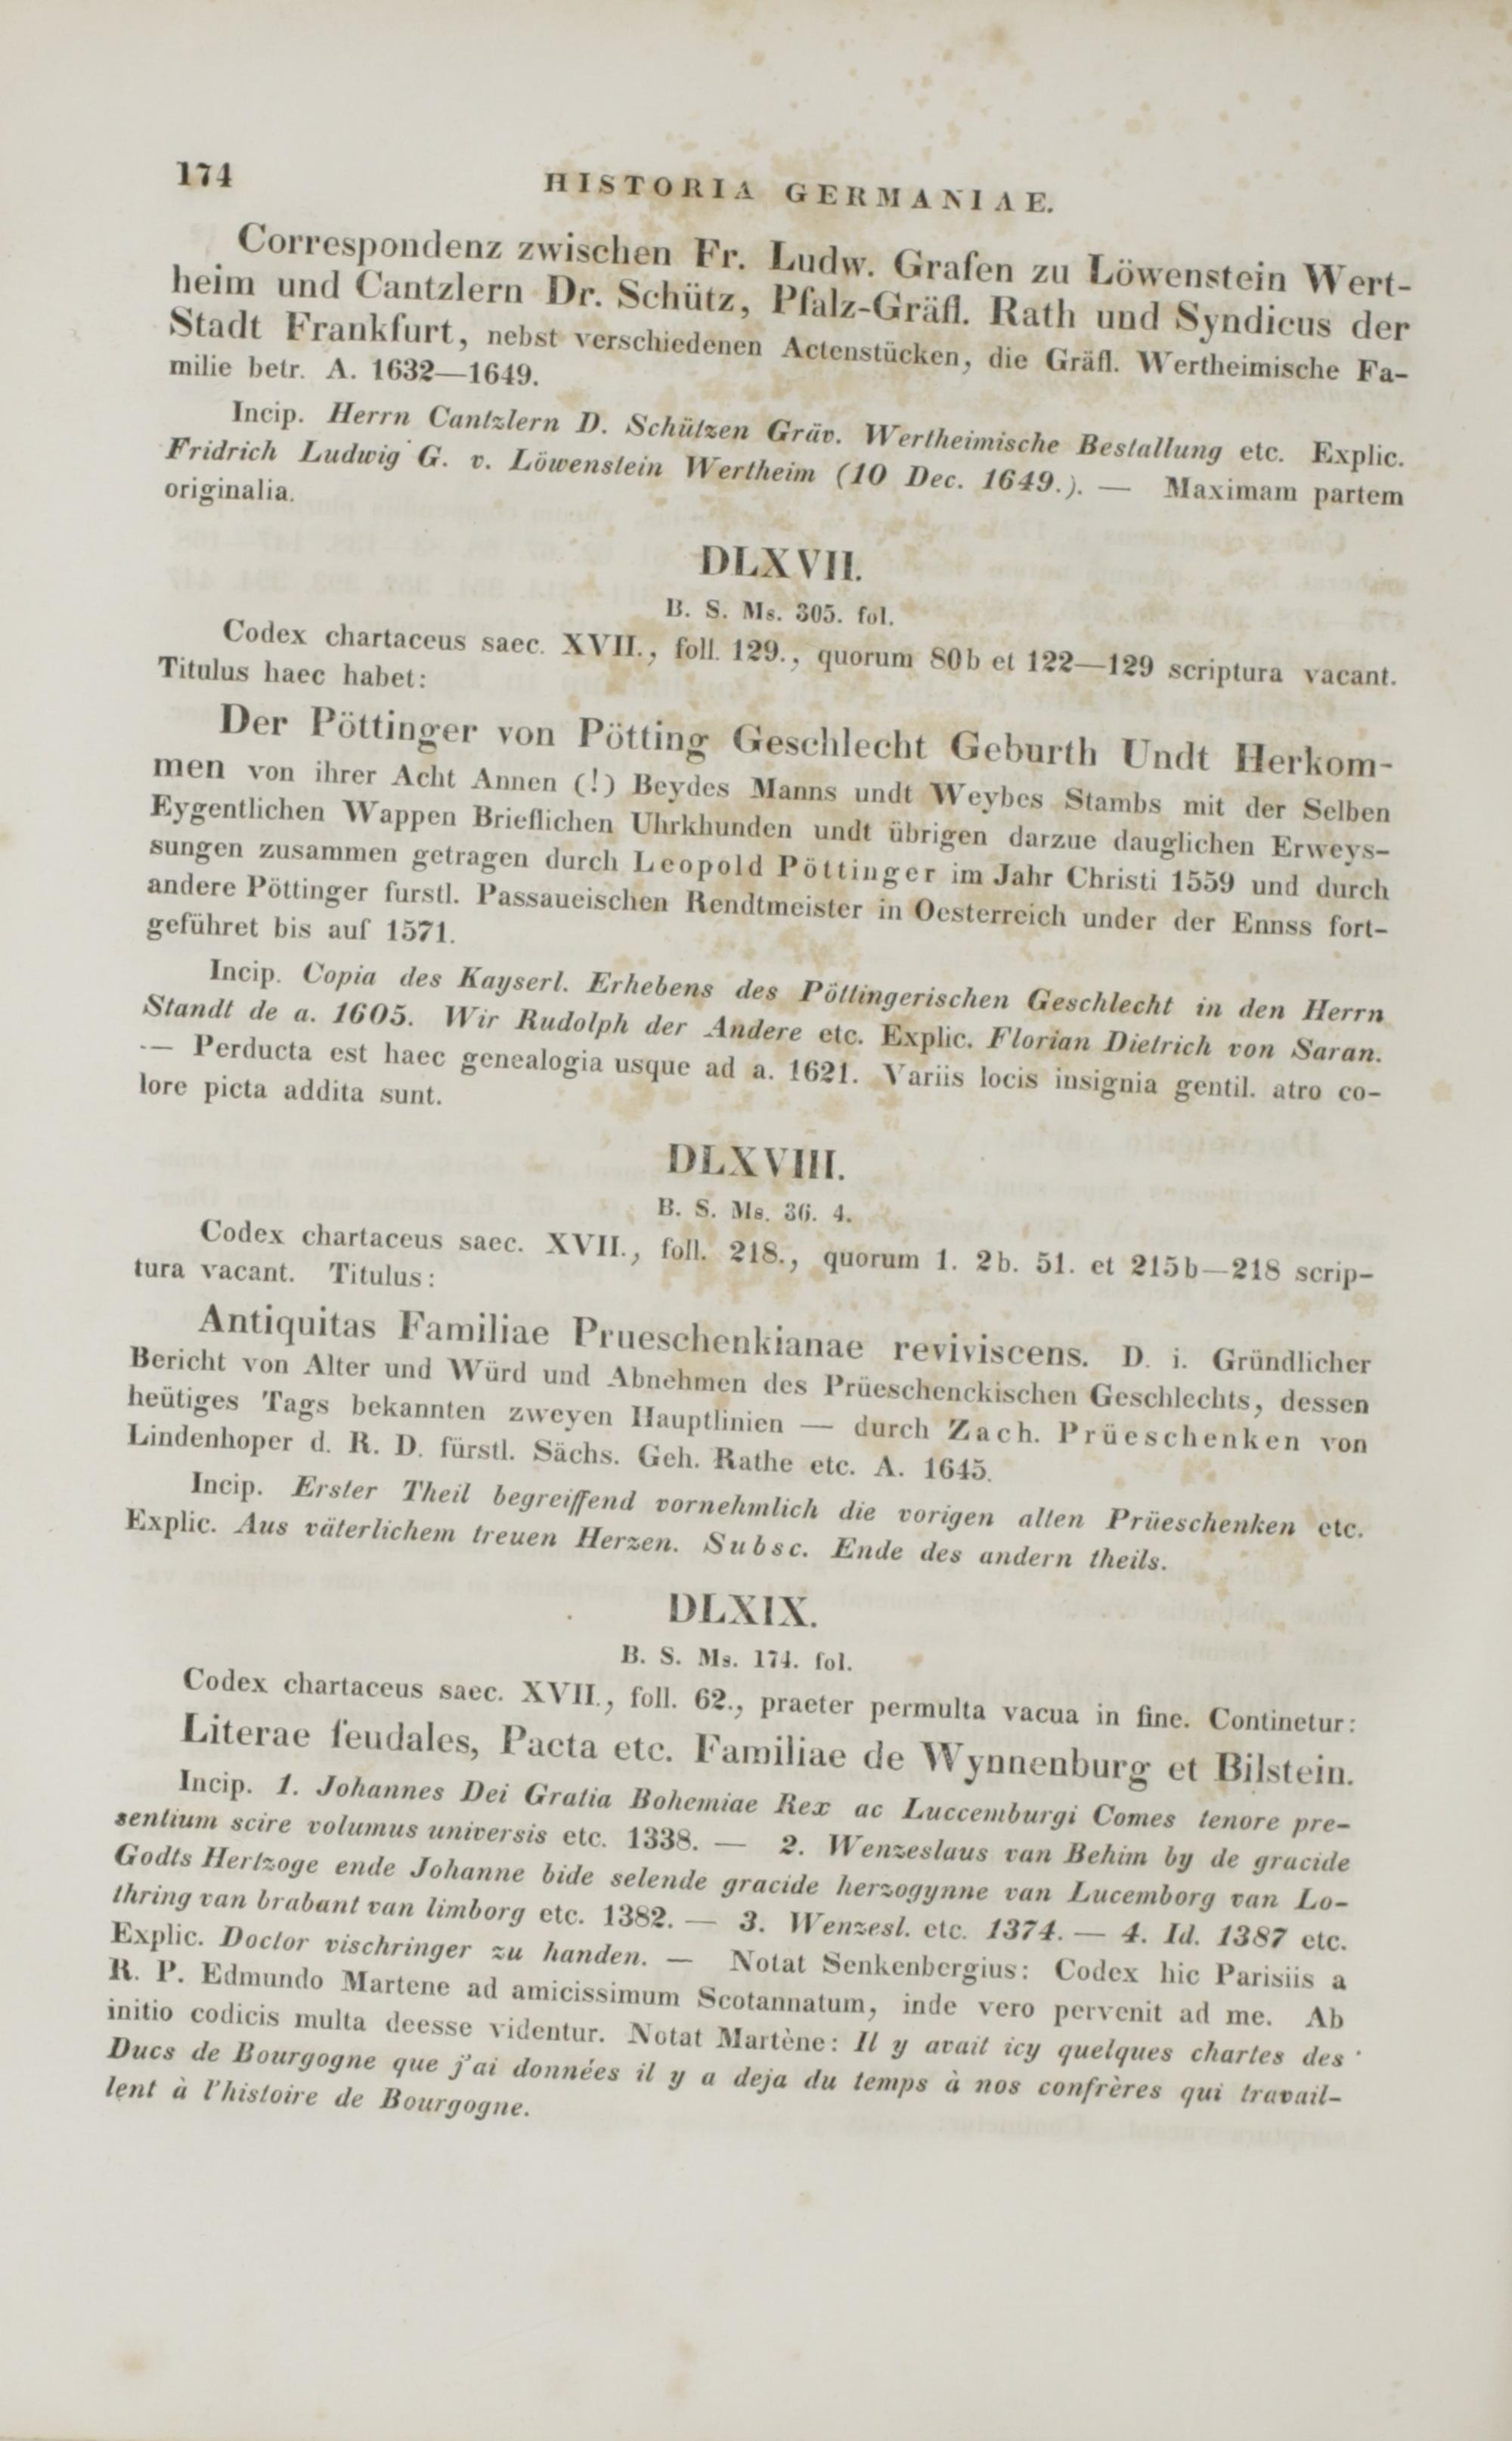 174
HISTORIA GERMANIAE.
Correspondenz zwischen Fr. Ludw. Grafen zu Löwenstein Wert-
heim und Cantzlern Dr. Schütz, Pfalz-Gräfl. Rath und Syndicus der
Stadt Frankfurt, nebst verschiedenen Actenstücken, die Gräfl. Wertheimische Fa-
milie betr. A. 1632—1649.
Incip. Herrn Cantzlern D. Schützen Gräv. Wertheimische Bestallung etc. Explic.
Fridrich Ludwig G. v. Löwenstein Wertheim (10 Dec. 1649.). — Maximam partem
originalia.
DLXVII.
B. S. Ms. 305. fol.
Codex chartaceus saec. XVII., foll. 129., quorum 80b et 122—129 scriptura vacant.
Titulus haec habet:
Der Pöttinger von Pötting Geschlecht Geburth Undt Herkom-
men von ihrer Acht Annen (!) Beydes Manns undt Weybes Stambs mit der Selben
Eygentlichen Wappen Brieflichen Uhrkhunden undt übrigen darzue dauglichen Erweys-
sungen zusammen getragen durch Leopold Pöttinger im Jahr Christi 1559 und durch
andere Pöttinger furstl. Passaueischen Rendtmeister in Oesterreich under der Ennss fort-
geführet bis auf 1571.
Incip. Copia des Kayserl. Erhebens des Pöttingerischen Geschlecht in den Herrn
Standt de a. 1605. Wir Rudolph der Andere etc. Explic. Florian Dietrich von Saran.
— Perducta est haec genealogia usque ad a. 1621. Variis locis insignia gentil. atro co-
lore picta addita sunt.
DLXVIII.
B. S. Ms. 36. 4.
Codex chartaceus saec. XVII., foll. 218., quorum 1. 2b. 51. et 215b—218 scrip-
tura vacant. Titulus:
Antiquitas Familiae Prueschenkianae reviviscens. D. i. Gründlicher
Bericht von Alter und Würd und Abnehmen des Prüeschenckischen Geschlechts, dessen
heütiges Tags bekannten zweyen Hauptlinien — durch Zach. Prüeschenken von
Lindenhoper d. R. D. fürstl. Sächs. Geh. Rathe etc. A. 1645.
Incip. Erster Theil begreiffend vornehmlich die vorigen alten Prüeschenken etc.
Explic. Aus väterlichem treuen Herzen. Subsc. Ende des andern theils.
DLXIX.
B. S. Ms. 174. fol.
Codex chartaceus saec. XVII., foll. 62., praeter permulta vacua in fine. Continetur:
Literae feudales, Pacta etc. Familiae de Wynnenburg et Bilstein.
Incip. 1. Johannes Dei Gratia Bohemiae Rex ac Luccemburgi Comes tenore pre-
sentium scire volumus universis etc. 1338. — 2. Wenzeslaus van Behim by de gracide
Godts Hertzoge ende Johanne bide selende gracide herzogynne van Lucemborg van Lo-
thring van brabant van limborg etc. 1382. — 3. Wenzesl. etc. 1374. — 4. Id. 1387 etc.
Explic. Doctor vischringer zu handen. — Notat Senkenbergius: Codex hic Parisiis a
R. P. Edmundo Martene ad amicissimum Scotannatum, inde vero pervenit ad me. Ab
initio codicis multa deesse videntur. Notat Martène: Il y avait icy quelques chartes des
Ducs de Bourgogne que j'ai données il y a deja du temps à nos confrères qui travail-
lent à l'histoire de Bourgogne.